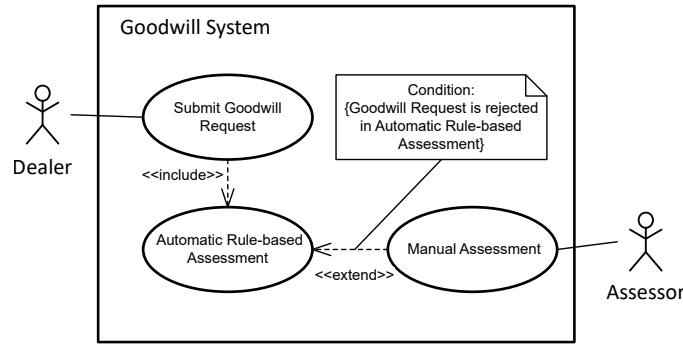 Goodwill System
Submit Goodwill
Request
Condition:
{Goodwill Request is rejected
in Automatic Rule-based
Assessment}
Dealer
<<include>>
Automatic Rule-based
Assessment
Manual Assessment
<<extend>>
Assessor